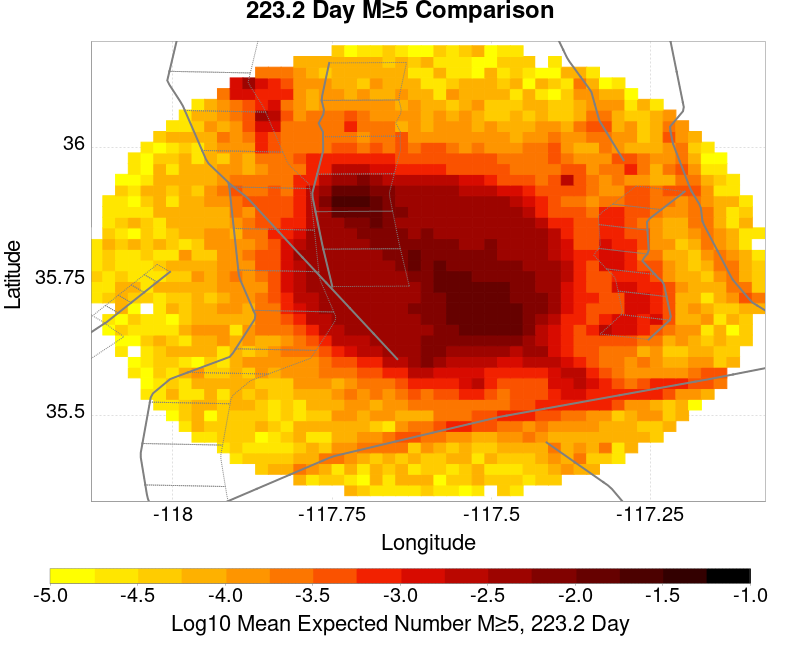 223.2 Day M≥5 Comparison
36
35.75
35.5
Latitude
-118 -117.75 -117.5 -117.25
Longitude
-5.0 -4.5 -4.0 -3.5 -3.0 -2.5 -2.0 -1.5 -1.0
Log10 Mean Expected Number M≥5, 223.2 Day